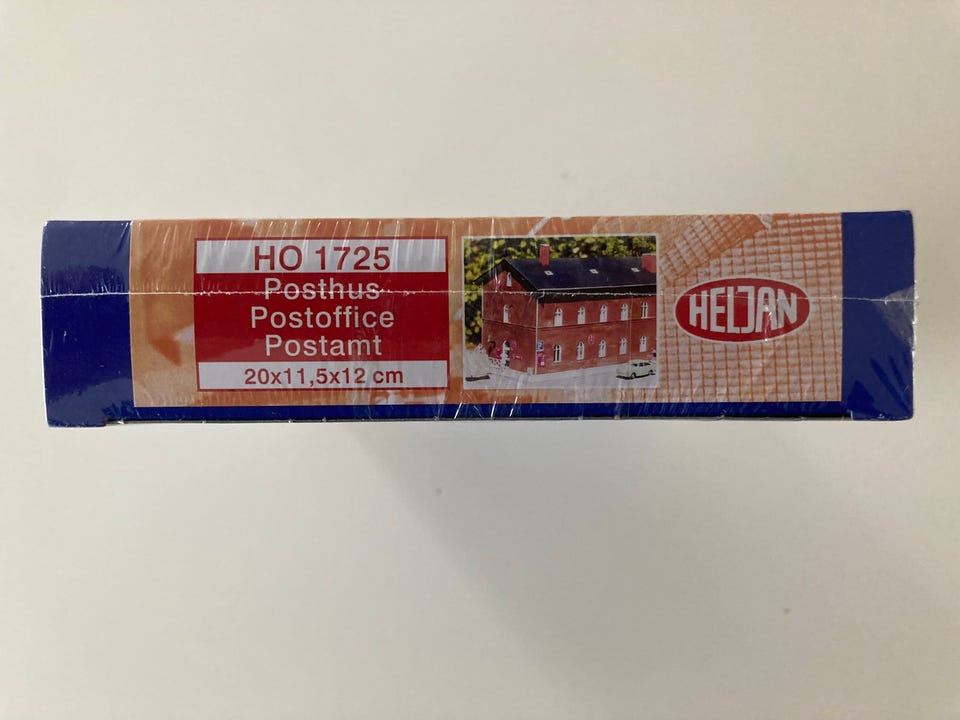 HO 1725
Posthus
Postoffice
Postamt
20x11,5x12 cm
HELJAN